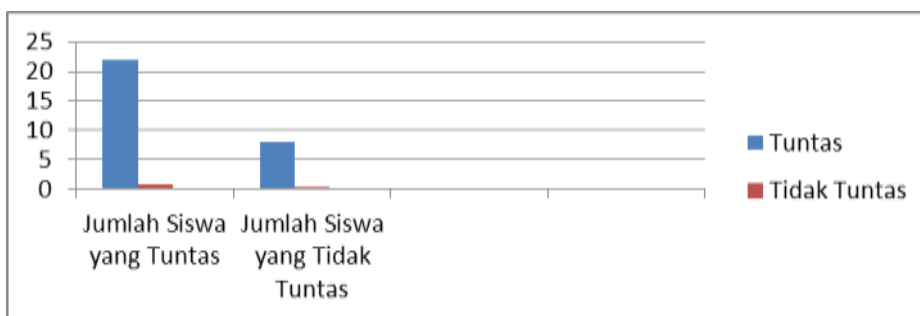 25
20
15
10
5
0
Jumlah Siswa
yang Tuntas
Jumlah Siswa
yang Tidak
Tuntas
Tuntas
Tidak Tuntas